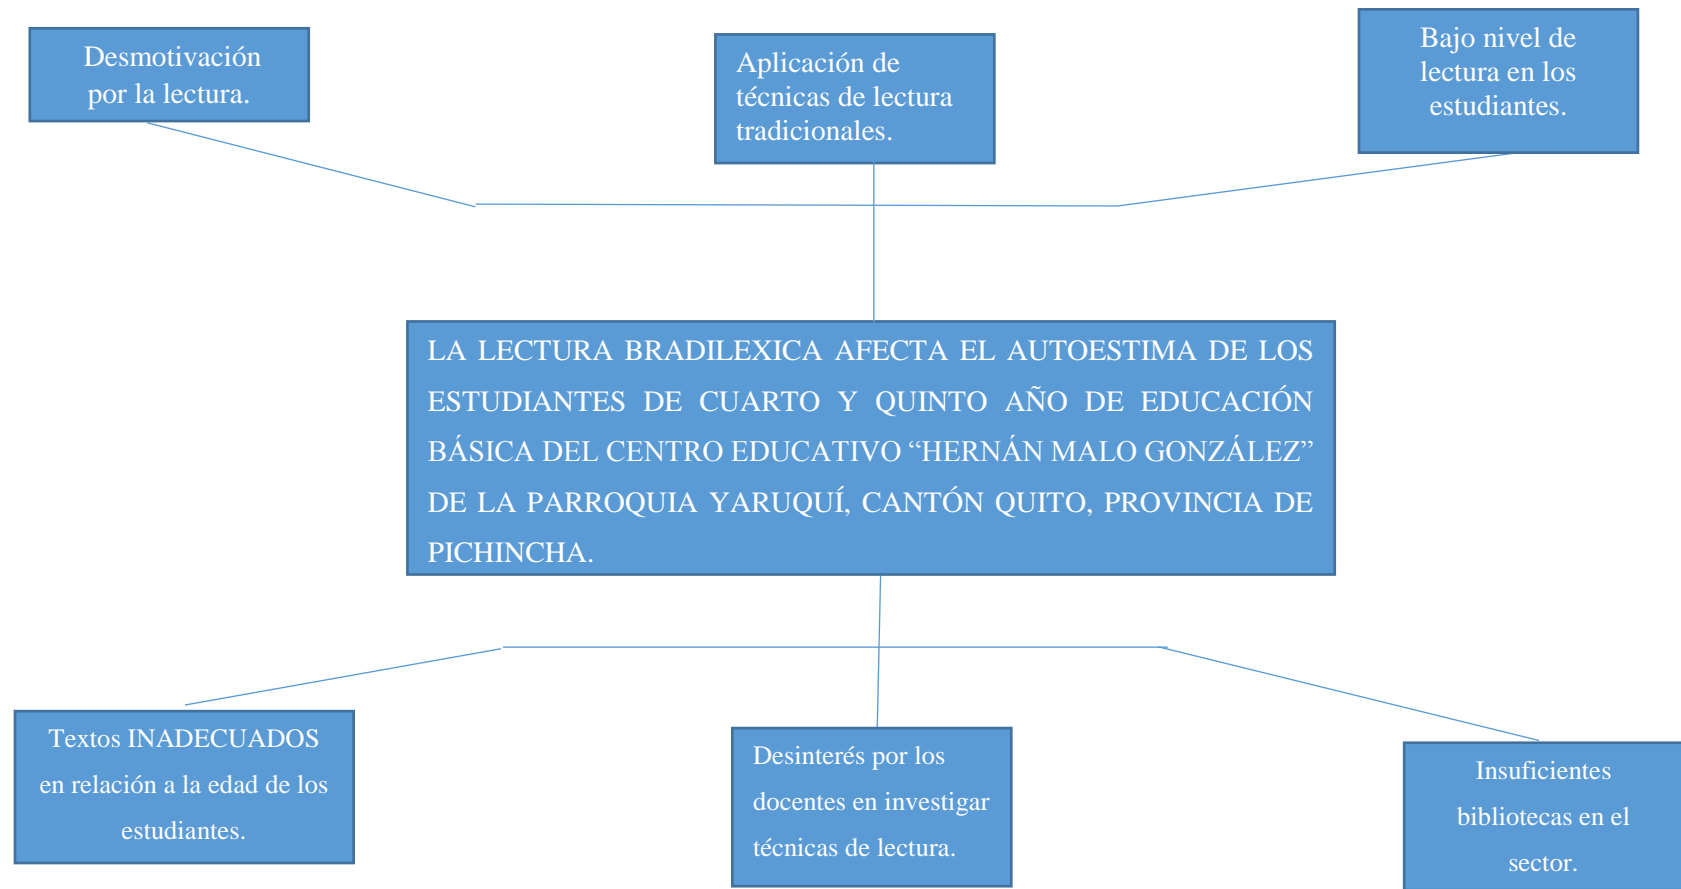 Desmotivación
por la lectura.
Aplicación de
técnicas de lectura
tradicionales.
Bajo nivel de
lectura en los
estudiantes.
LA LECTURA BRADILEXICA AFECTA EL AUTOESTIMA DE LOS
ESTUDIANTES DE CUARTO Y QUINTO AÑO DE EDUCACIÓN
BÁSICA DEL CENTRO EDUCATIVO “HERNÁN MALO GONZÁLEZ”
DE LA PARROQUIA YARUQUÍ, CANTÓN QUITO, PROVINCIA DE
PICHINCHA.
Textos INADECUADOS
en relación a la edad de los
estudiantes.
Desinterés por los
docentes en investigar
técnicas de lectura.
Insuficientes
bibliotecas en el
sector.